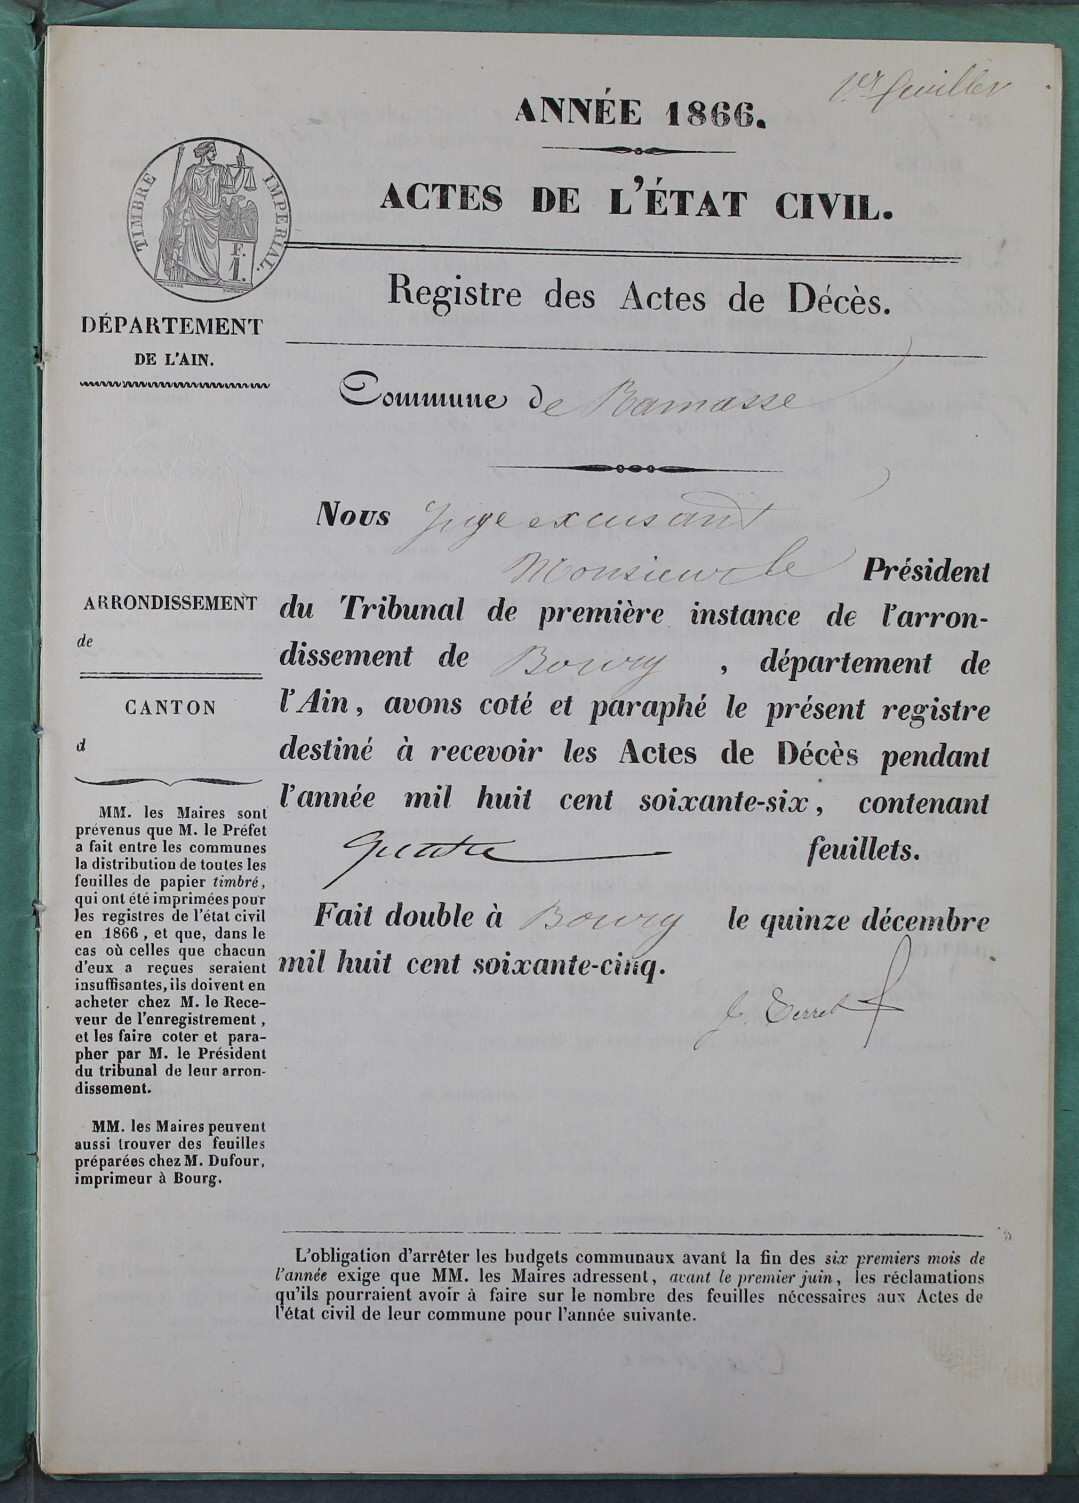 1er feuillet
ANNÉE 1866.
ACTES DE L'ÉTAT CIVIL.
TIMBRE IMPERIAL.
F.
1.
Registre des Actes de Décès.
DÉPARTEMENT
DE L'AIN.
Commune de Ramasse
Nous Juge excusant
Monsieur le Président
du Tribunal de première instance de l'arron-
dissement de Bourg, département de
l'Ain, avons coté et paraphé le présent registre
destiné à recevoir les Actes de Décès pendant
l'année mil huit cent soixante-six, contenant
quatre feuillets.
Fait double à Bourg le quinze décembre
mil huit cent soixante-cinq.
ARRONDISSEMENT
de
CANTON
d
MM. les Maires sont
prévenus que M. le Préfet
a fait entre les communes
la distribution de toutes les
feuilles de papier timbré,
qui ont été imprimées pour
les registres de l'état civil
en 1866, et que, dans le
cas où celles que chacun
d'eux a reçues seraient
insuffisantes, ils doivent en
acheter chez M. le Rece-
veur de l'enregistrement,
et les faire coter et para-
pher par M. le Président
du tribunal de leur arron-
dissement.
MM. les Maires peuvent
aussi trouver des feuilles
préparées chez M. Dufour,
imprimeur à Bourg.
L'obligation d'arrêter les budgets communaux avant la fin des six premiers mois de
l'année exige que MM. les Maires adressent, avant le premier juin, les réclamations
qu'ils pourraient avoir à faire sur le nombre des feuilles nécessaires aux Actes de
l'état civil de leur commune pour l'année suivante.